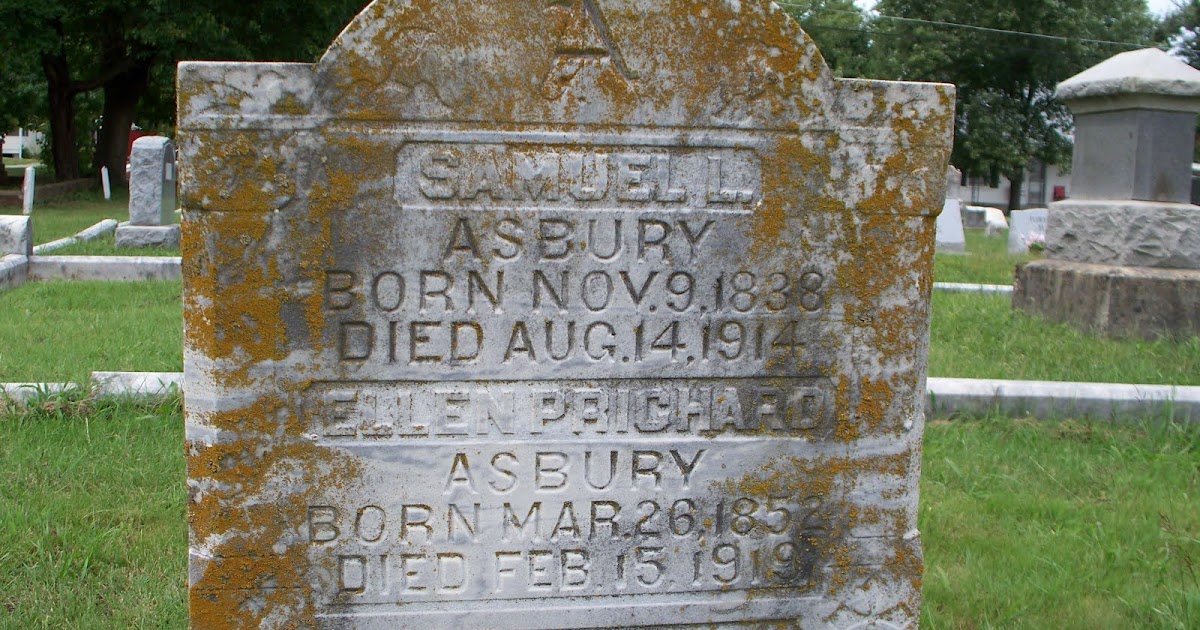 A
SAMUEL L.
ASBURY
BORN NOV. 9, 1838
DIED AUG. 14, 1914
ELLEN PRICHARD
ASBURY
BORN MAR. 26, 1852
DIED FEB. 15, 1919